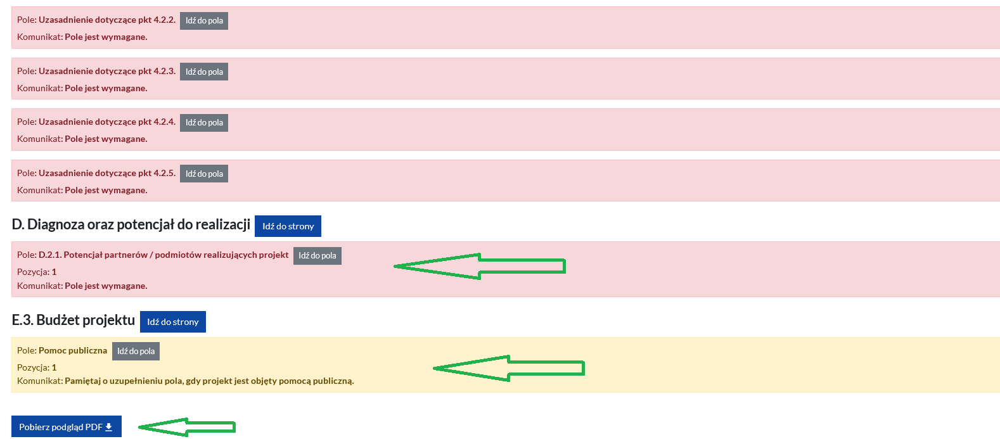 Pole: Uzasadnienie dotyczące pkt 4.2.2. Idź do pola
Komunikat: Pole jest wymagane.
Pole: Uzasadnienie dotyczące pkt 4.2.3. Idź do pola
Komunikat: Pole jest wymagane.
Pole: Uzasadnienie dotyczące pkt 4.2.4. Idź do pola
Komunikat: Pole jest wymagane.
Pole: Uzasadnienie dotyczące pkt 4.2.5. Idź do pola
Komunikat: Pole jest wymagane.
D. Diagnoza oraz potencjał do realizacji Idź do strony
Pole: D.2.1. Potencjał partnerów / podmiotów realizujących projekt Idź do pola
Pozycja: 1
Komunikat: Pole jest wymagane.
E.3. Budżet projektu Idź do strony
Pole: Pomoc publiczna Idź do pola
Pozycja: 1
Komunikat: Pamiętaj o uzupełnieniu pola, gdy projekt jest objęty pomocą publiczną.
Pobierz podgląd PDF